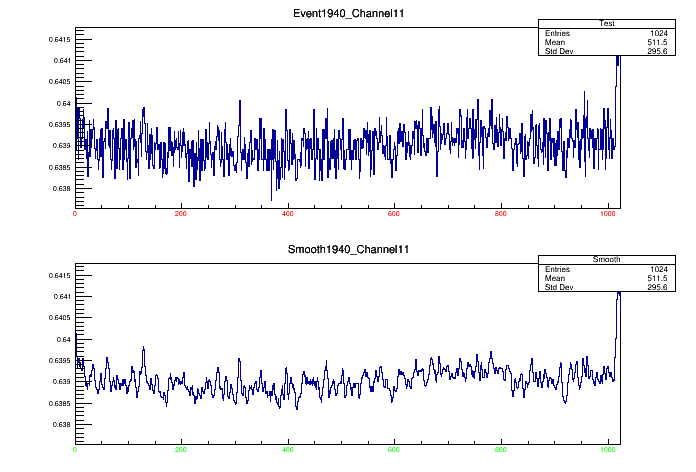 Event1940_Channel11
Test
Entries 1024
Mean 511.5
Std Dev 295.6
0.6415
0.641
0.6405
0.64
0.6395
0.639
0.6385
0.638
0 200 400 600 800 1000
Smooth1940_Channel11
Smooth
Entries 1024
Mean 511.5
Std Dev 295.6
0.6415
0.641
0.6405
0.64
0.6395
0.639
0.6385
0.638
0 200 400 600 800 1000